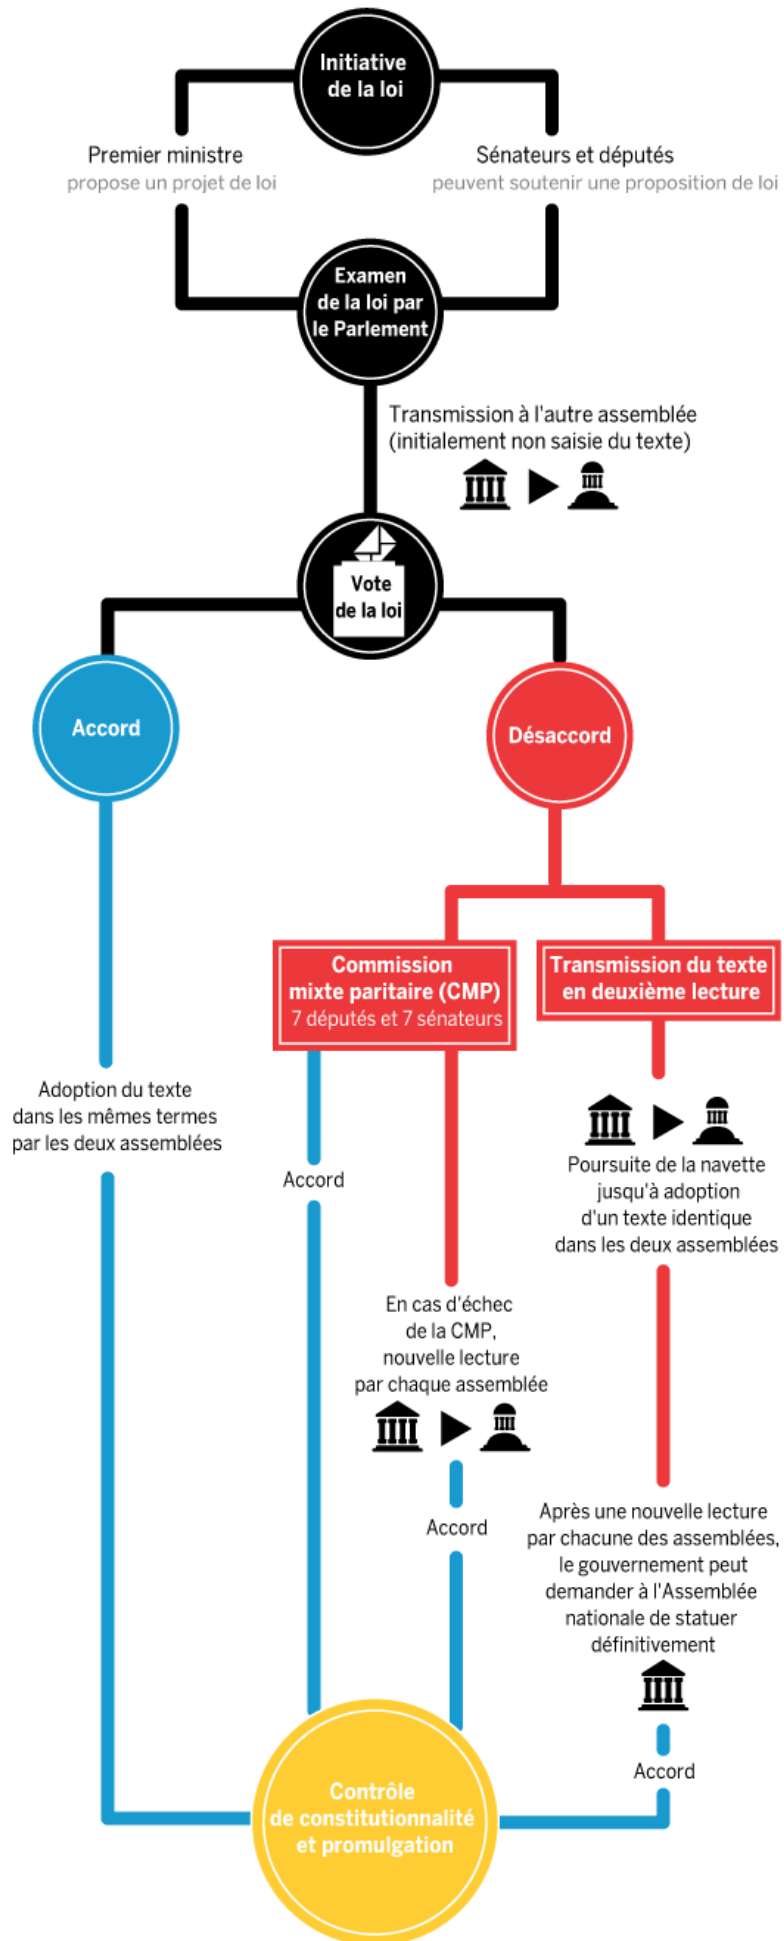 Initiative
de la loi
Premier ministre
propose un projet de loi
Sénateurs et députés
peuvent soutenir une proposition de loi
Examen
de la loi par
le Parlement
Transmission à l'autre assemblée
(initialement non saisie du texte)
Vote
de la loi
Accord
Désaccord
Commission
mixte paritaire (CMP)
7 députés et 7 sénateurs
Transmission du texte
en deuxième lecture
Adoption du texte
dans les mêmes termes
par les deux assemblées
Accord
Poursuite de la navette
jusqu'à adoption
d'un texte identique
dans les deux assemblées
En cas d'échec
de la CMP,
nouvelle lecture
par chaque assemblée
Accord
Après une nouvelle lecture
par chacune des assemblées,
le gouvernement peut
demander à l'Assemblée
nationale de statuer
définitivement
Accord
Contrôle
de constitutionnalité
et promulgation